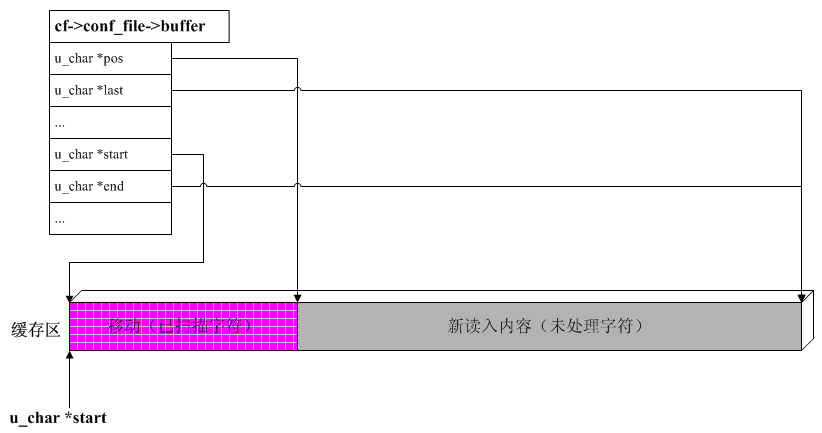 cf->conf_file->buffer
u_char *pos
u_char *last
...
u_char *start
u_char *end
...
缓存区
移动（已扫描字符）
新读入内容（未处理字符）
u_char *start